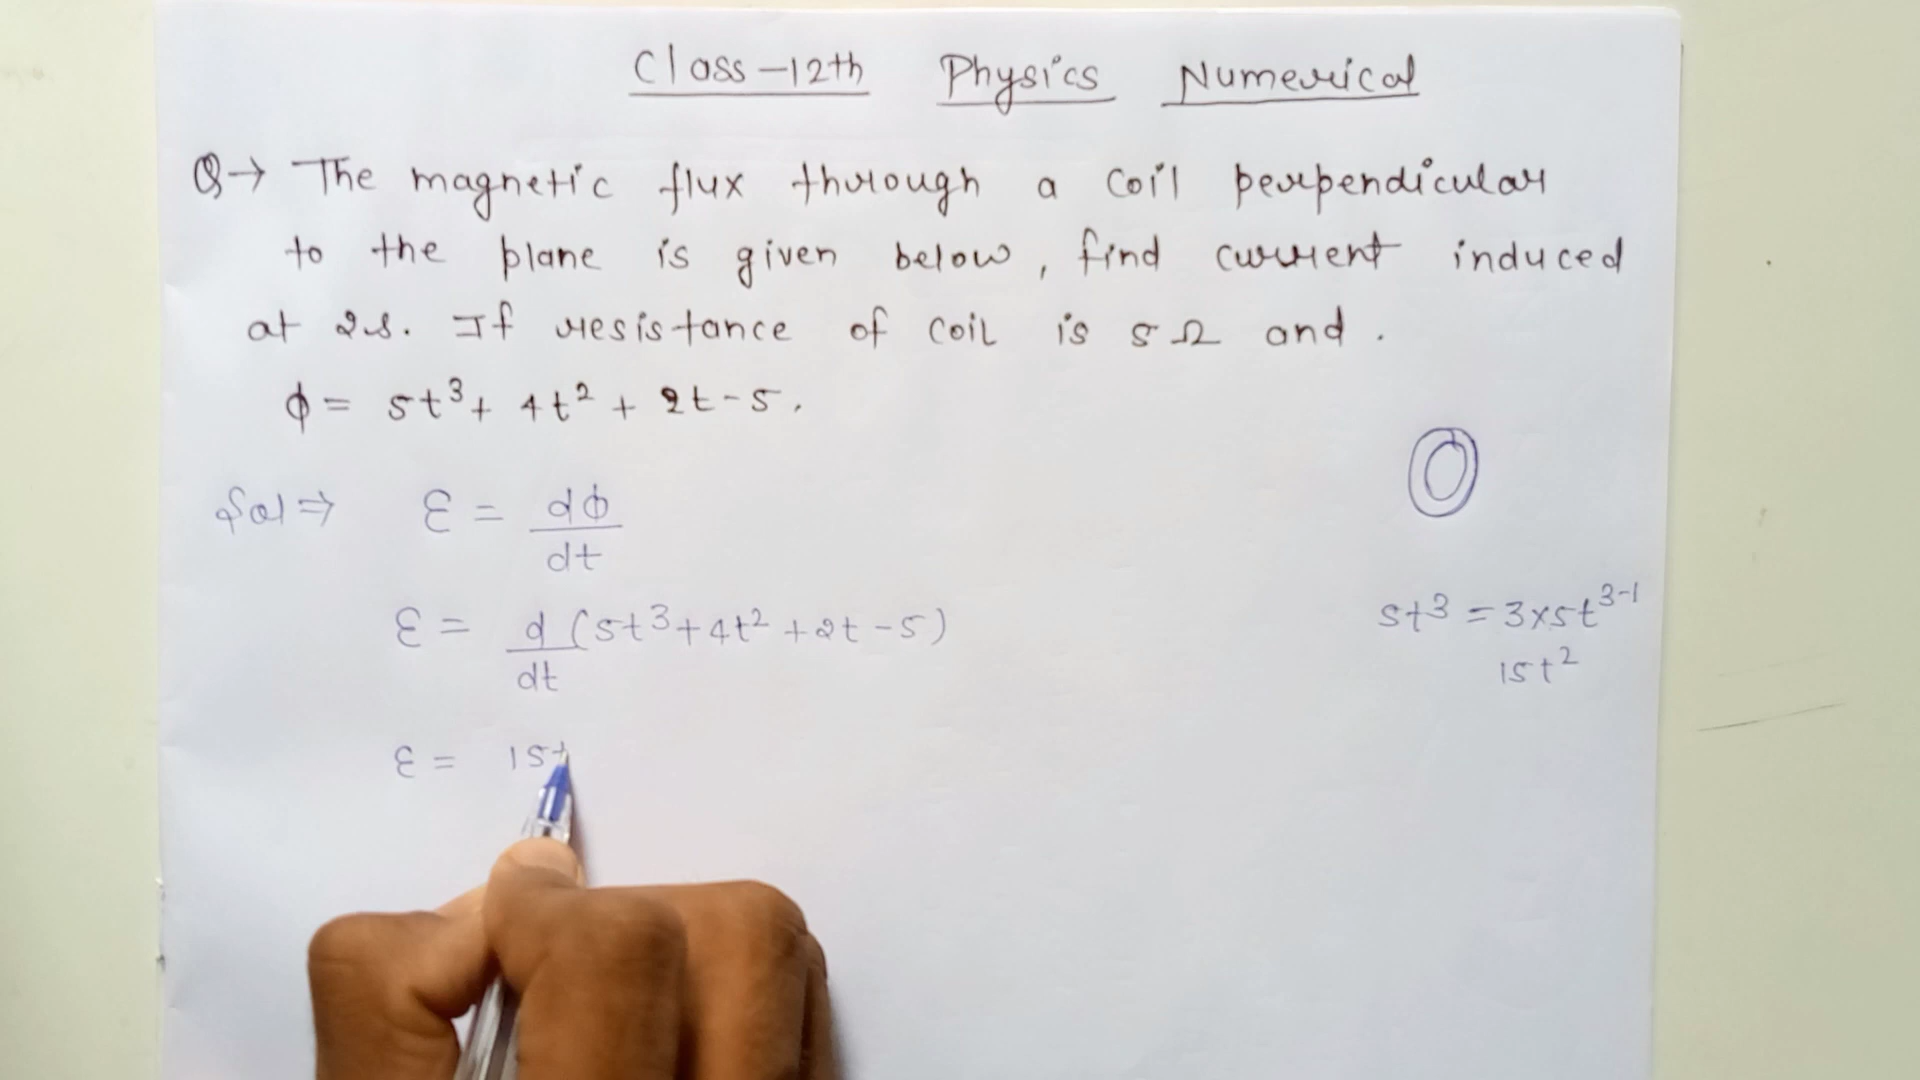 Class-12th Physics Numerical
Q→ The magnetic flux through a coil perpendicular
to the plane is given below, find current induced
at 2s. If resistance of coil is 5Ω and.
ϕ = 5t³ + 4t² + 2t - 5.
Sol⇒ ε = dϕ/dt
ε = d/dt (5t³ + 4t² + 2t - 5)
5t³ = 3×5t³⁻¹
15t²
ε = 15t